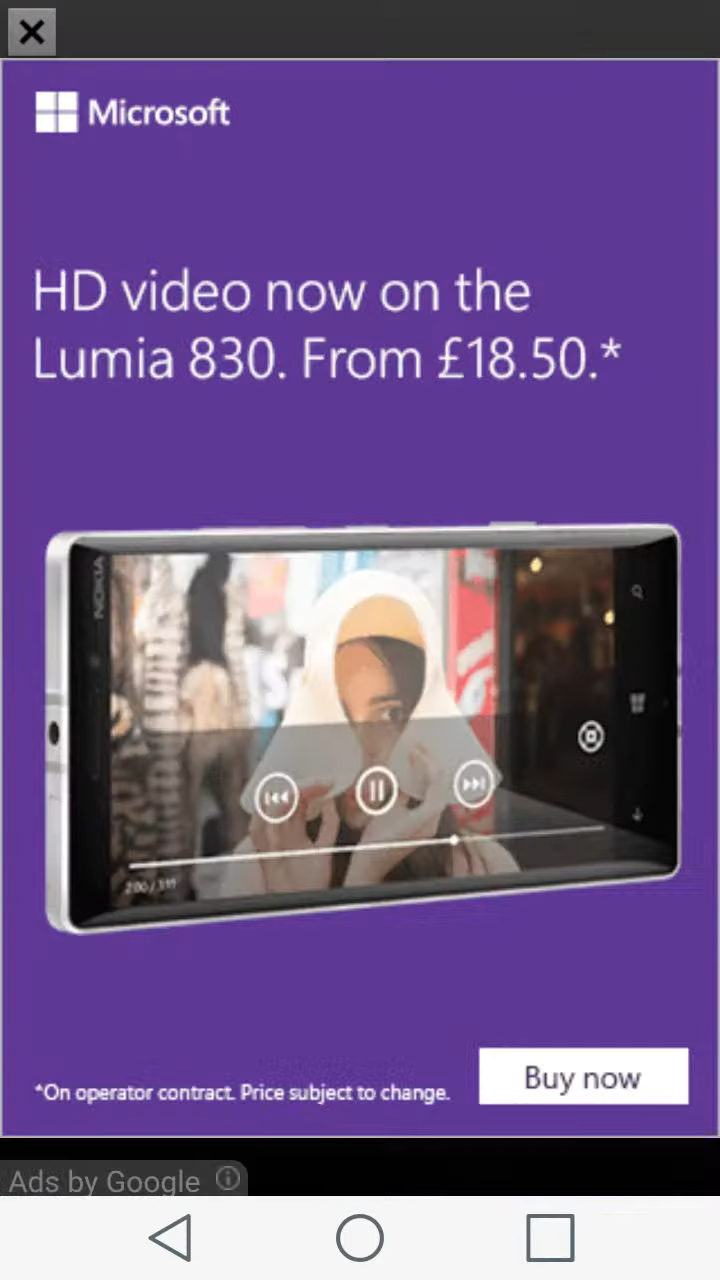 Microsoft
HD video now on the
Lumia 830. From £18.50.*
NOKIA
*On operator contract. Price subject to change.
Buy now
Ads by Google